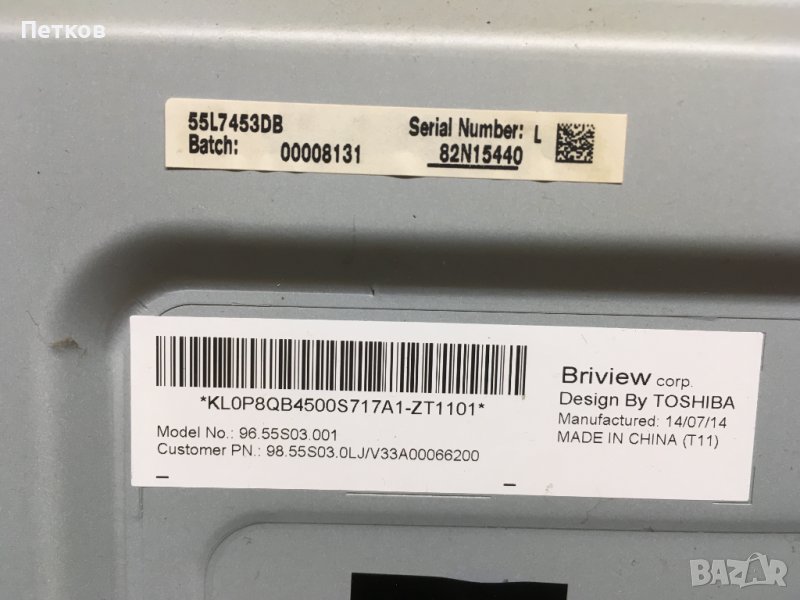 Петков
55L7453DB
Batch: 00008131
Serial Number: L
82N15440
*KL0P8QB4500S717A1-ZT1101*
Model No.: 96.55S03.001
Customer PN.: 98.55S03.0LJ/V33A00066200
Briview corp.
Design By TOSHIBA
Manufactured: 14/07/14
MADE IN CHINA (T11)
BAZAR